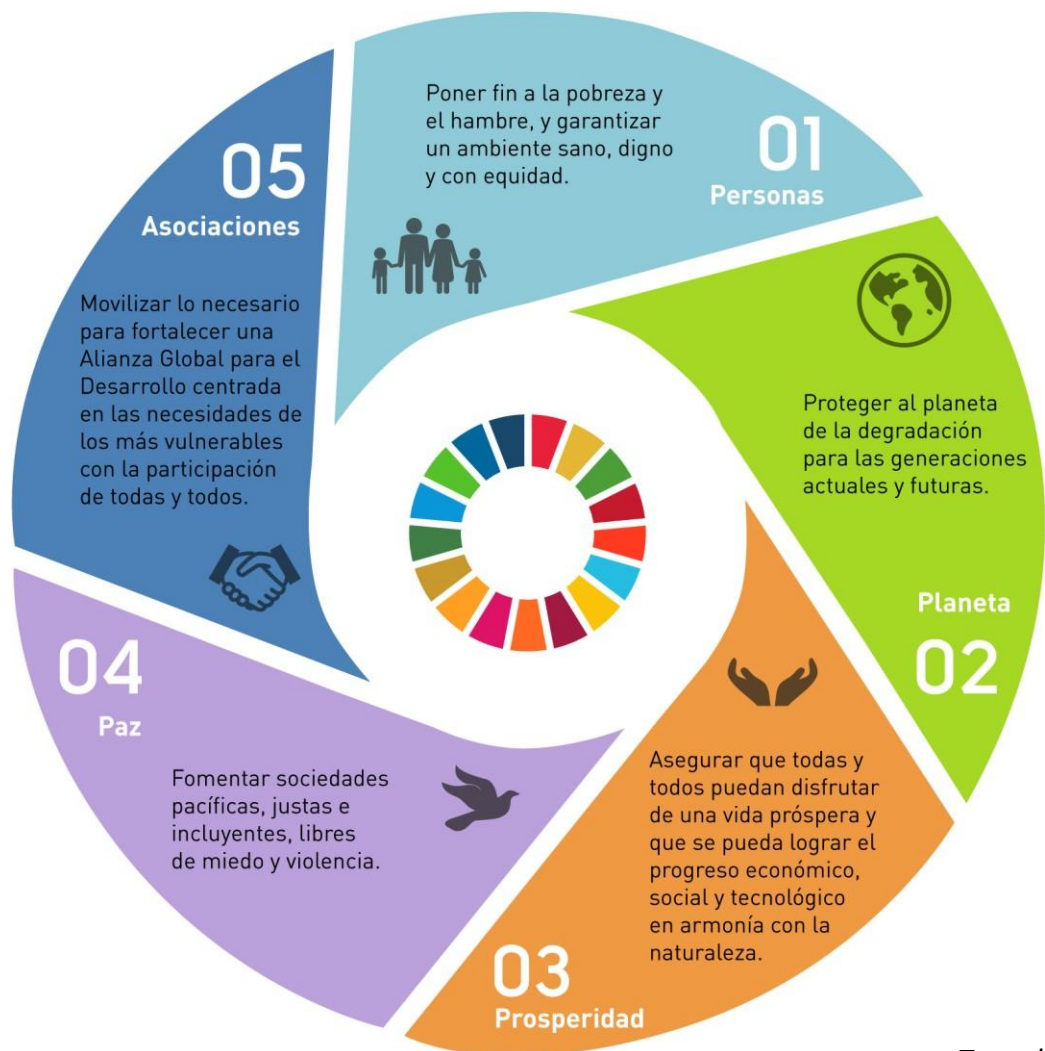 Poner fin a la pobreza y
el hambre, y garantizar
un ambiente sano, digno
y con equidad.
01
Personas
Proteger al planeta
de la degradación
para las generaciones
actuales y futuras.
Planeta
02
Asegurar que todas y
todos puedan disfrutar
de una vida próspera y
que se pueda lograr el
progreso económico,
social y tecnológico
en armonía con la
naturaleza.
03
Prosperidad
04
Paz
Fomentar sociedades
pacíficas, justas e
incluyentes, libres
de miedo y violencia.
05
Asociaciones
Movilizar lo necesario
para fortalecer una
Alianza Global para el
Desarrollo centrada
en las necesidades de
los más vulnerables
con la participación
de todas y todos.